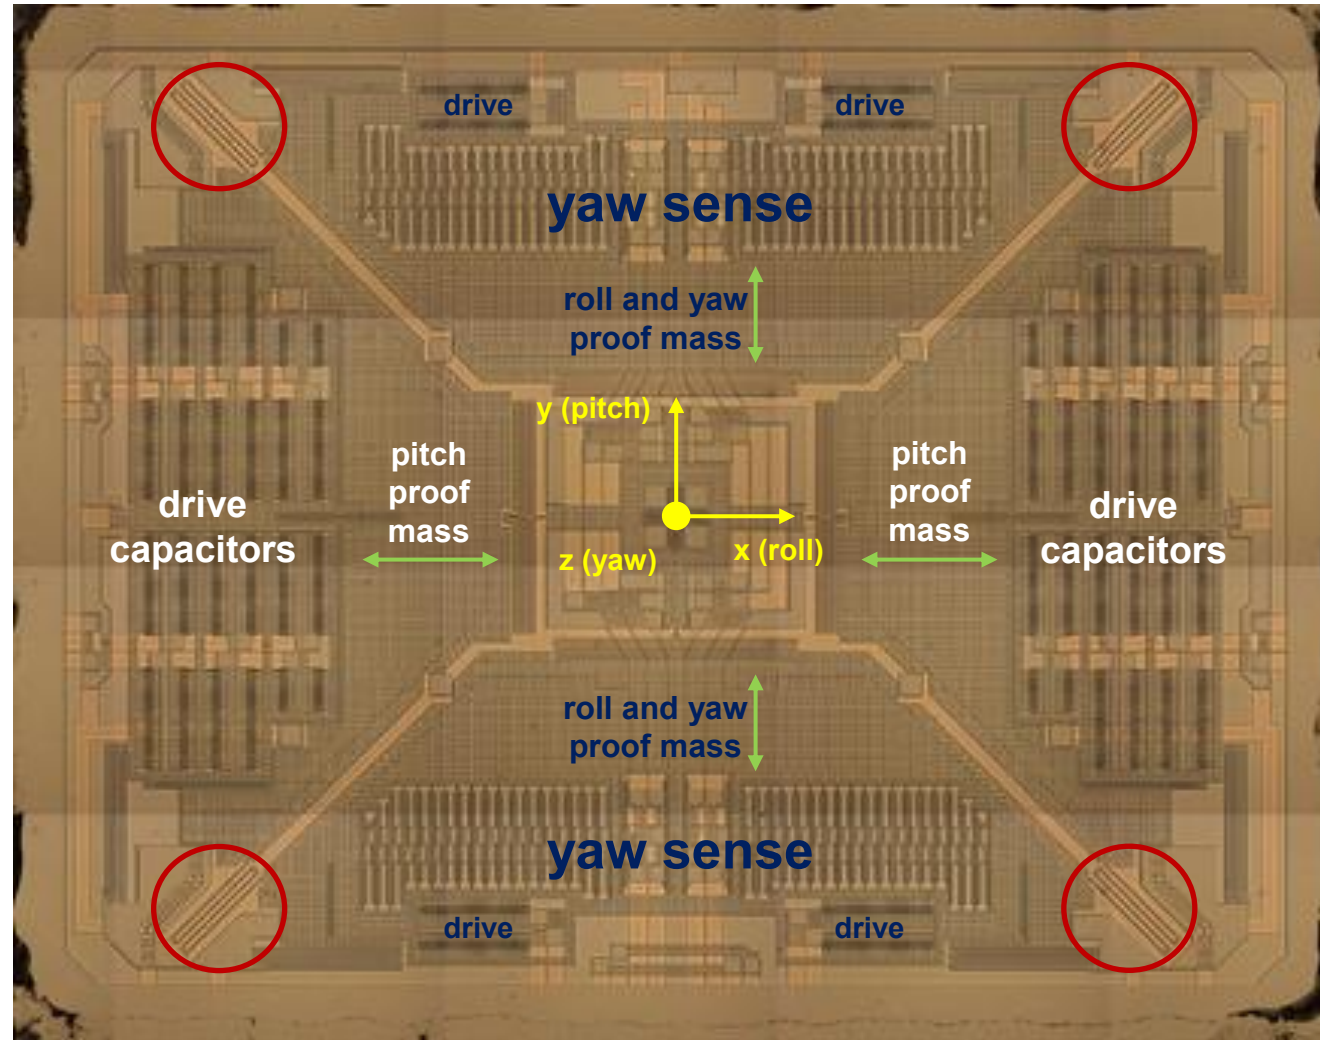 drive
drive
yaw sense
roll and yaw
proof mass
y (pitch)
pitch
proof
mass
pitch
proof
mass
drive
capacitors
drive
capacitors
z (yaw)
x (roll)
roll and yaw
proof mass
yaw sense
drive
drive